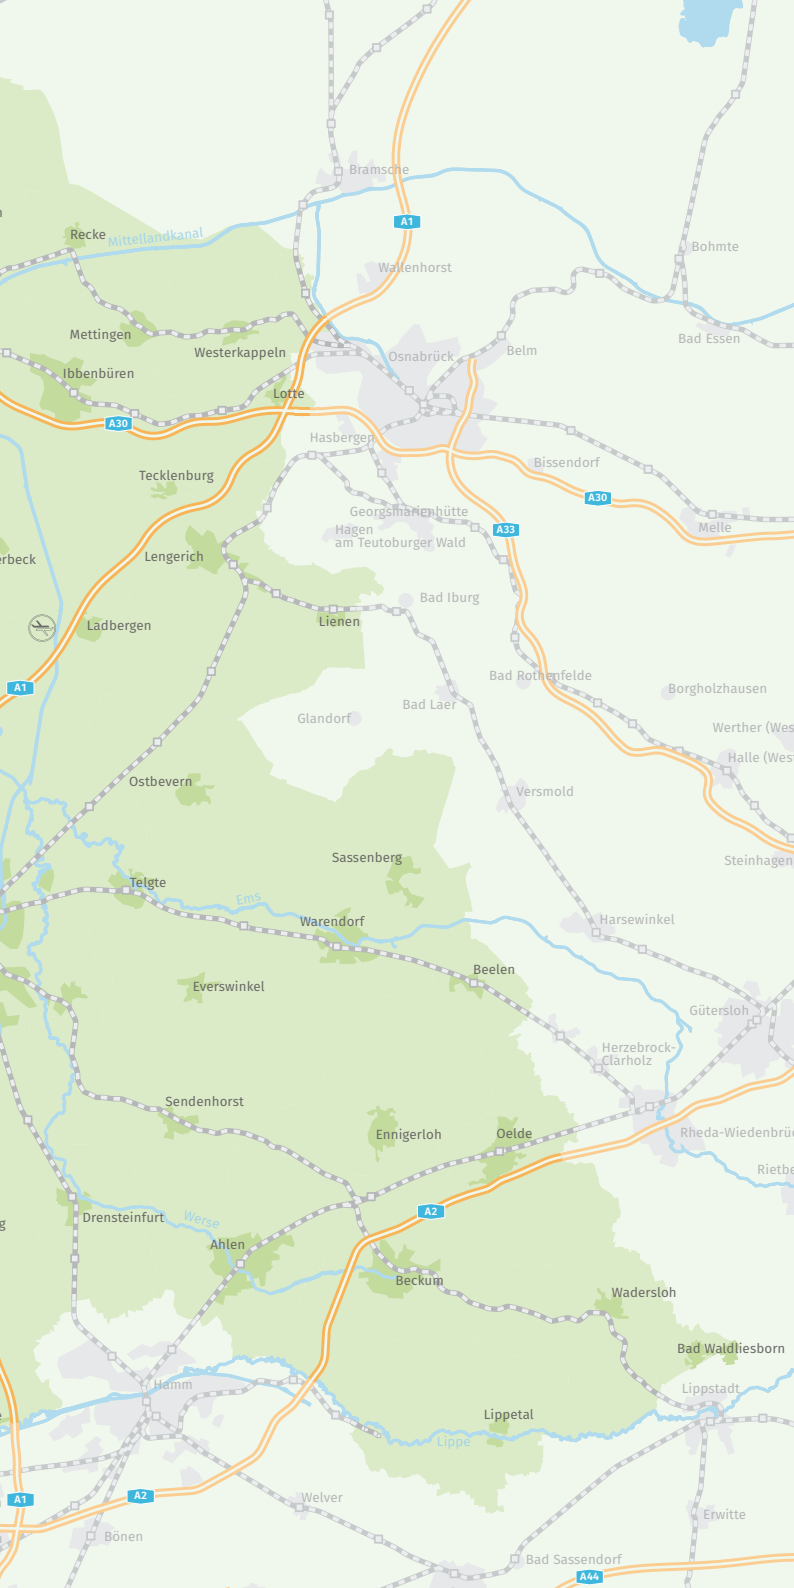 Bramsche
A1
Recke
Mittellandkanal
Bohmte
Wallenhorst
Mettingen
Bad Essen
Westerkappeln
Osnabrück
Belm
Ibbenbüren
Lotte
A30
Hasbergen
Bissendorf
Tecklenburg
A30
Georgsmarienhütte
Melle
Hagen
am Teutoburger Wald
A33
Lengerich
erbeck
Bad Iburg
Ladbergen
Lienen
Bad Rothenfelde
A1
Borgholzhausen
Bad Laer
Glandorf
Werther (Wes
Halle (West
Ostbevern
Versmold
Sassenberg
Steinhagen
Telgte
Ems
Warendorf
Harsewinkel
Beelen
Everswinkel
Gütersloh
Herzebrock-
Clarholz
Sendenhorst
Ennigerloh
Oelde
Rheda-Wiedenbrüc
Rietbe
A2
Drensteinfurt
Werse
g
Ahlen
Beckum
Wadersloh
Bad Waldliesborn
Hamm
Lippstadt
Lippetal
Lippe
A1
A2
Welver
Erwitte
Bönen
Bad Sassendorf
A44